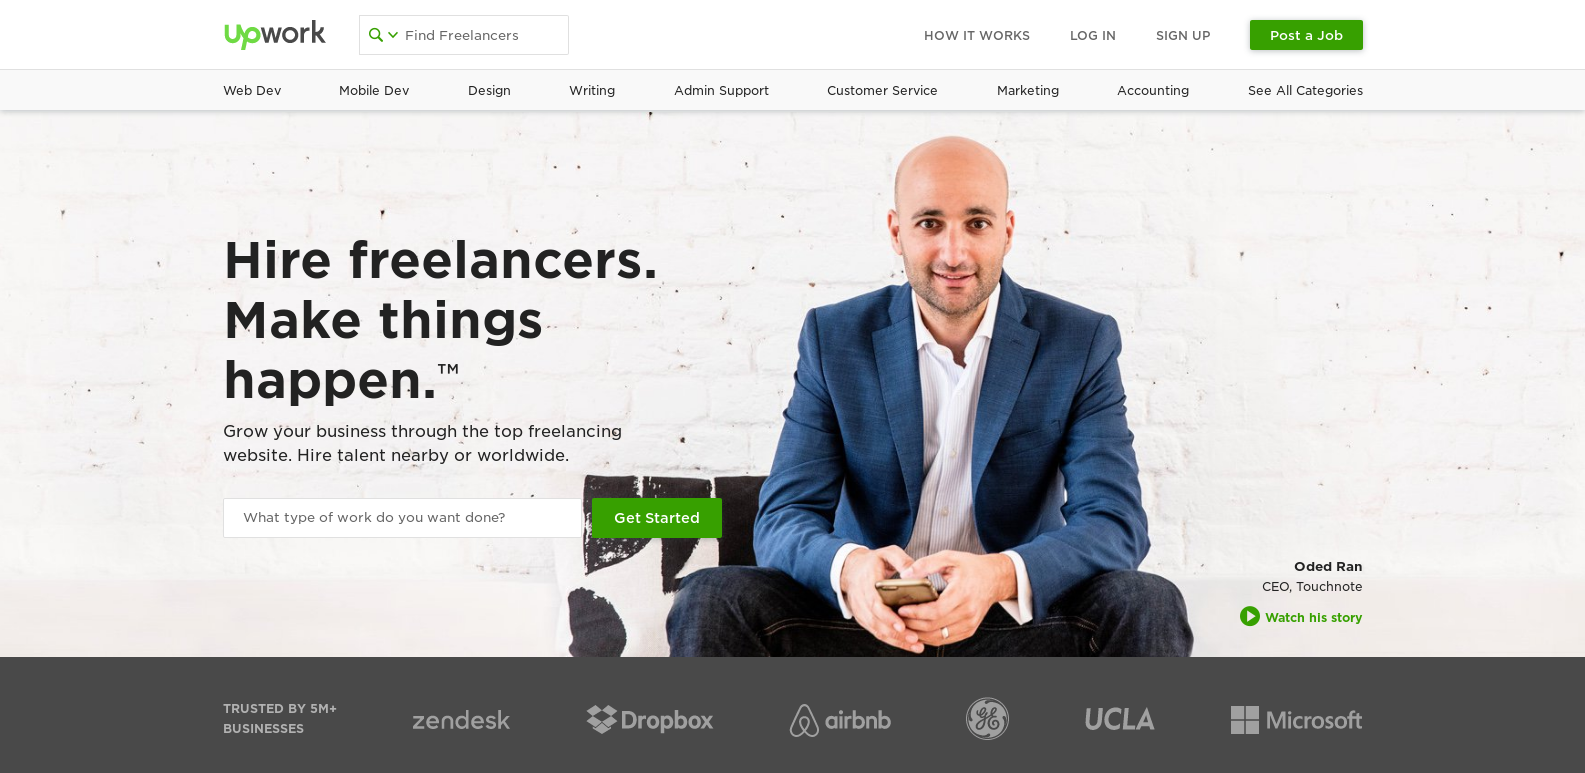 Upwork
Find Freelancers
HOW IT WORKS
LOG IN
SIGN UP
Post a Job
Web Dev
Mobile Dev
Design
Writing
Admin Support
Customer Service
Marketing
Accounting
See All Categories
Hire freelancers.
Make things
happen.™
Grow your business through the top freelancing
website. Hire talent nearby or worldwide.
What type of work do you want done?
Get Started
Oded Ran
CEO, Touchnote
Watch his story
TRUSTED BY 5M+
BUSINESSES
zendesk
Dropbox
airbnb
GE
UCLA
Microsoft